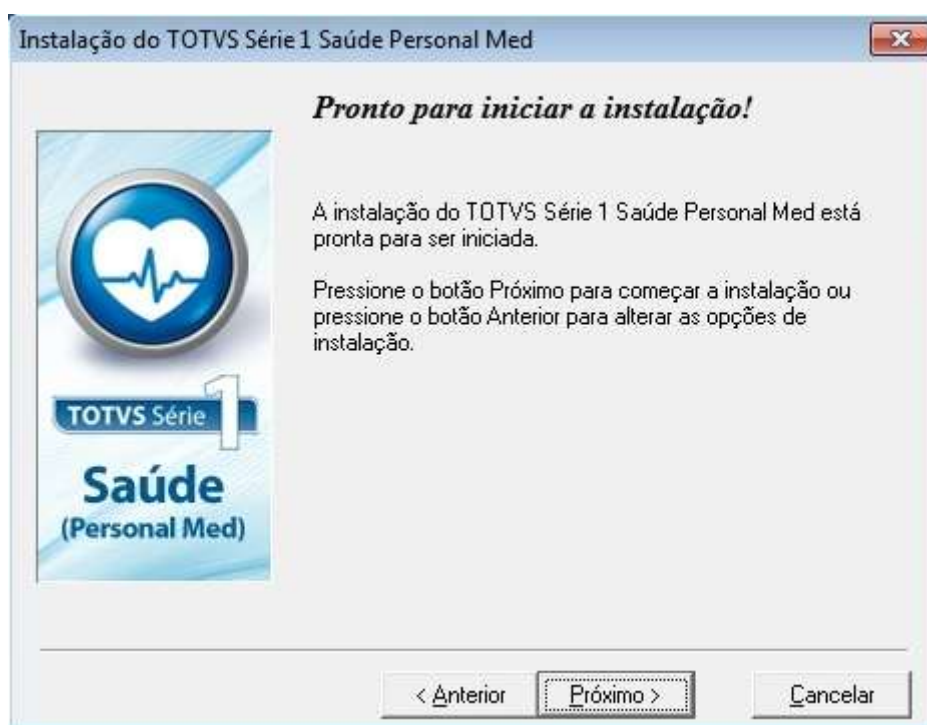 Instalação do TOTVS Série 1 Saúde Personal Med
Pronto para iniciar a instalação!
A instalação do TOTVS Série 1 Saúde Personal Med está
pronta para ser iniciada.
Pressione o botão Próximo para começar a instalação ou
pressione o botão Anterior para alterar as opções de
instalação.
TOTVS Série 1
Saúde
(Personal Med)
< Anterior
Próximo >
Cancelar